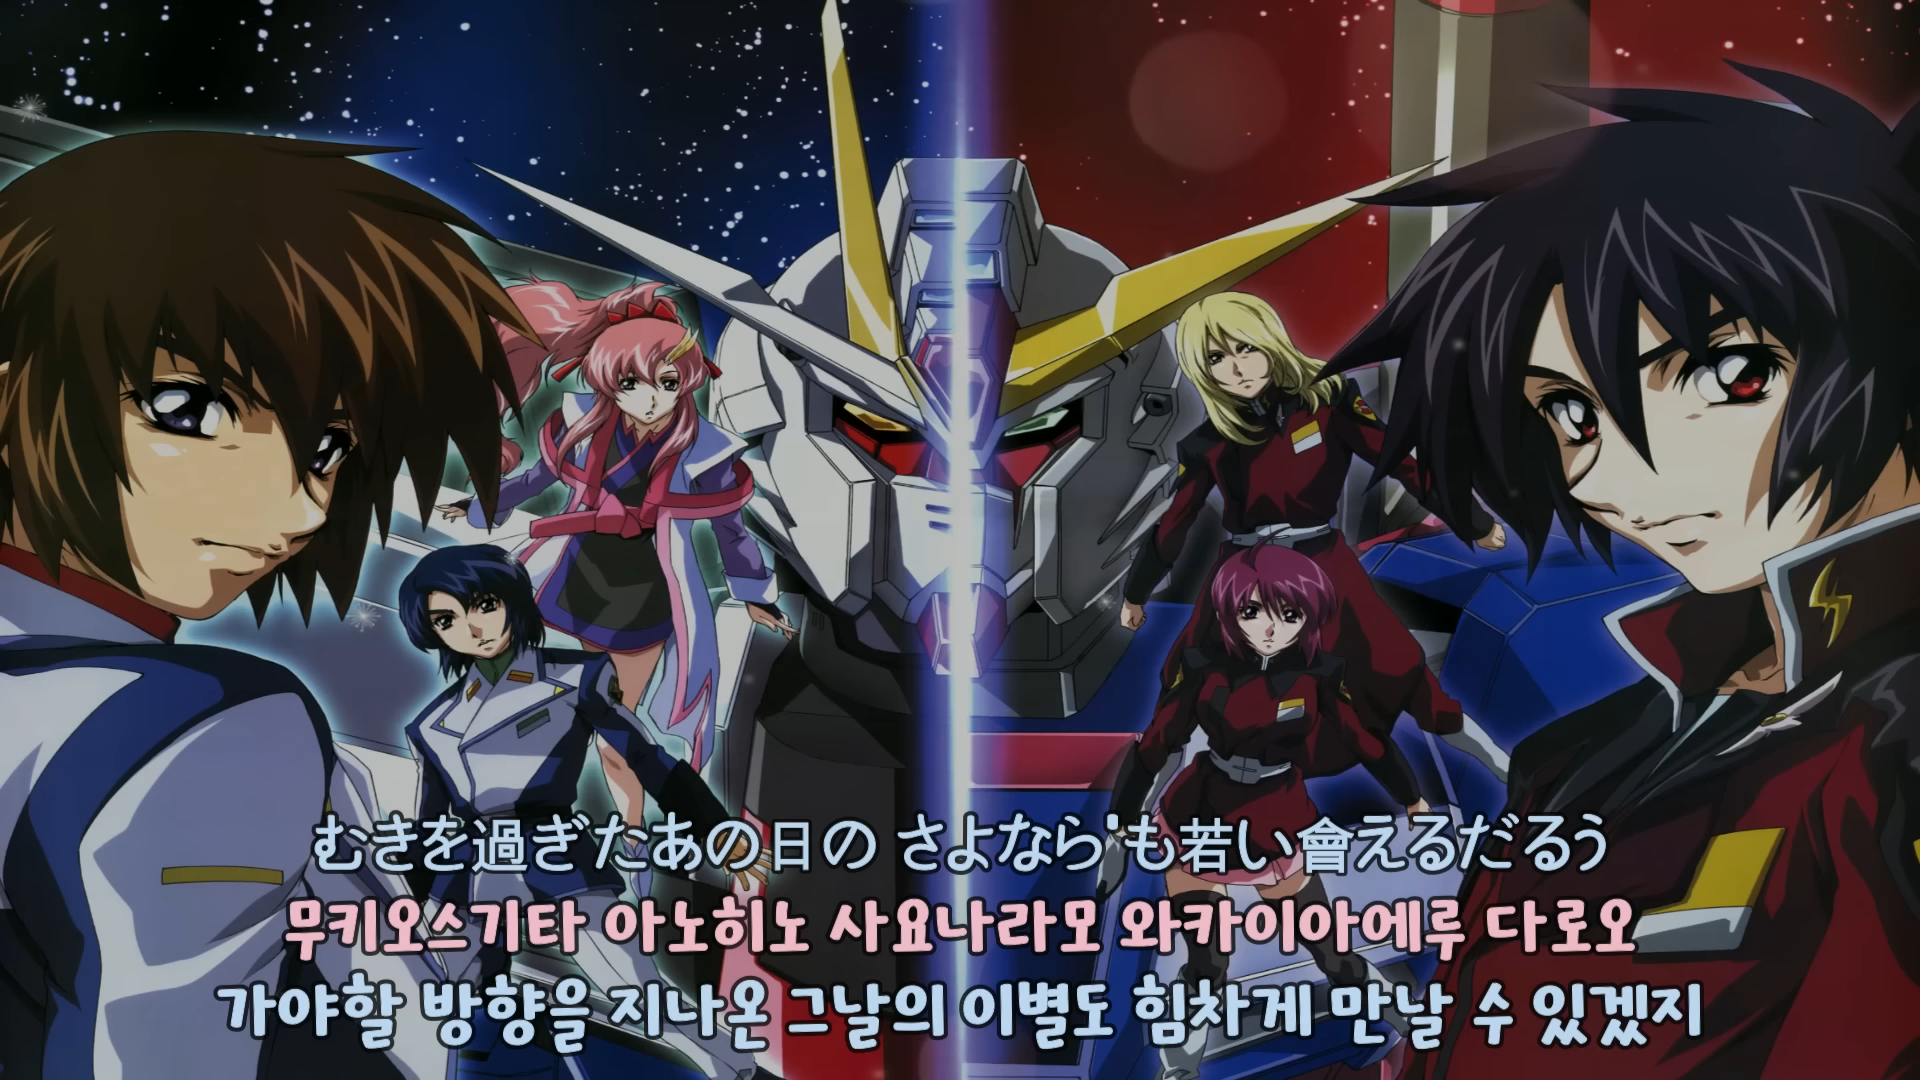 むきを過ぎたあの日の さよなら'も若い會えるだるう
무키오스기타 아노히노 사요나라모 와카이아에루 다로오
가야할 방향을 지나온 그날의 이별도 힘차게 만날 수 있겠지